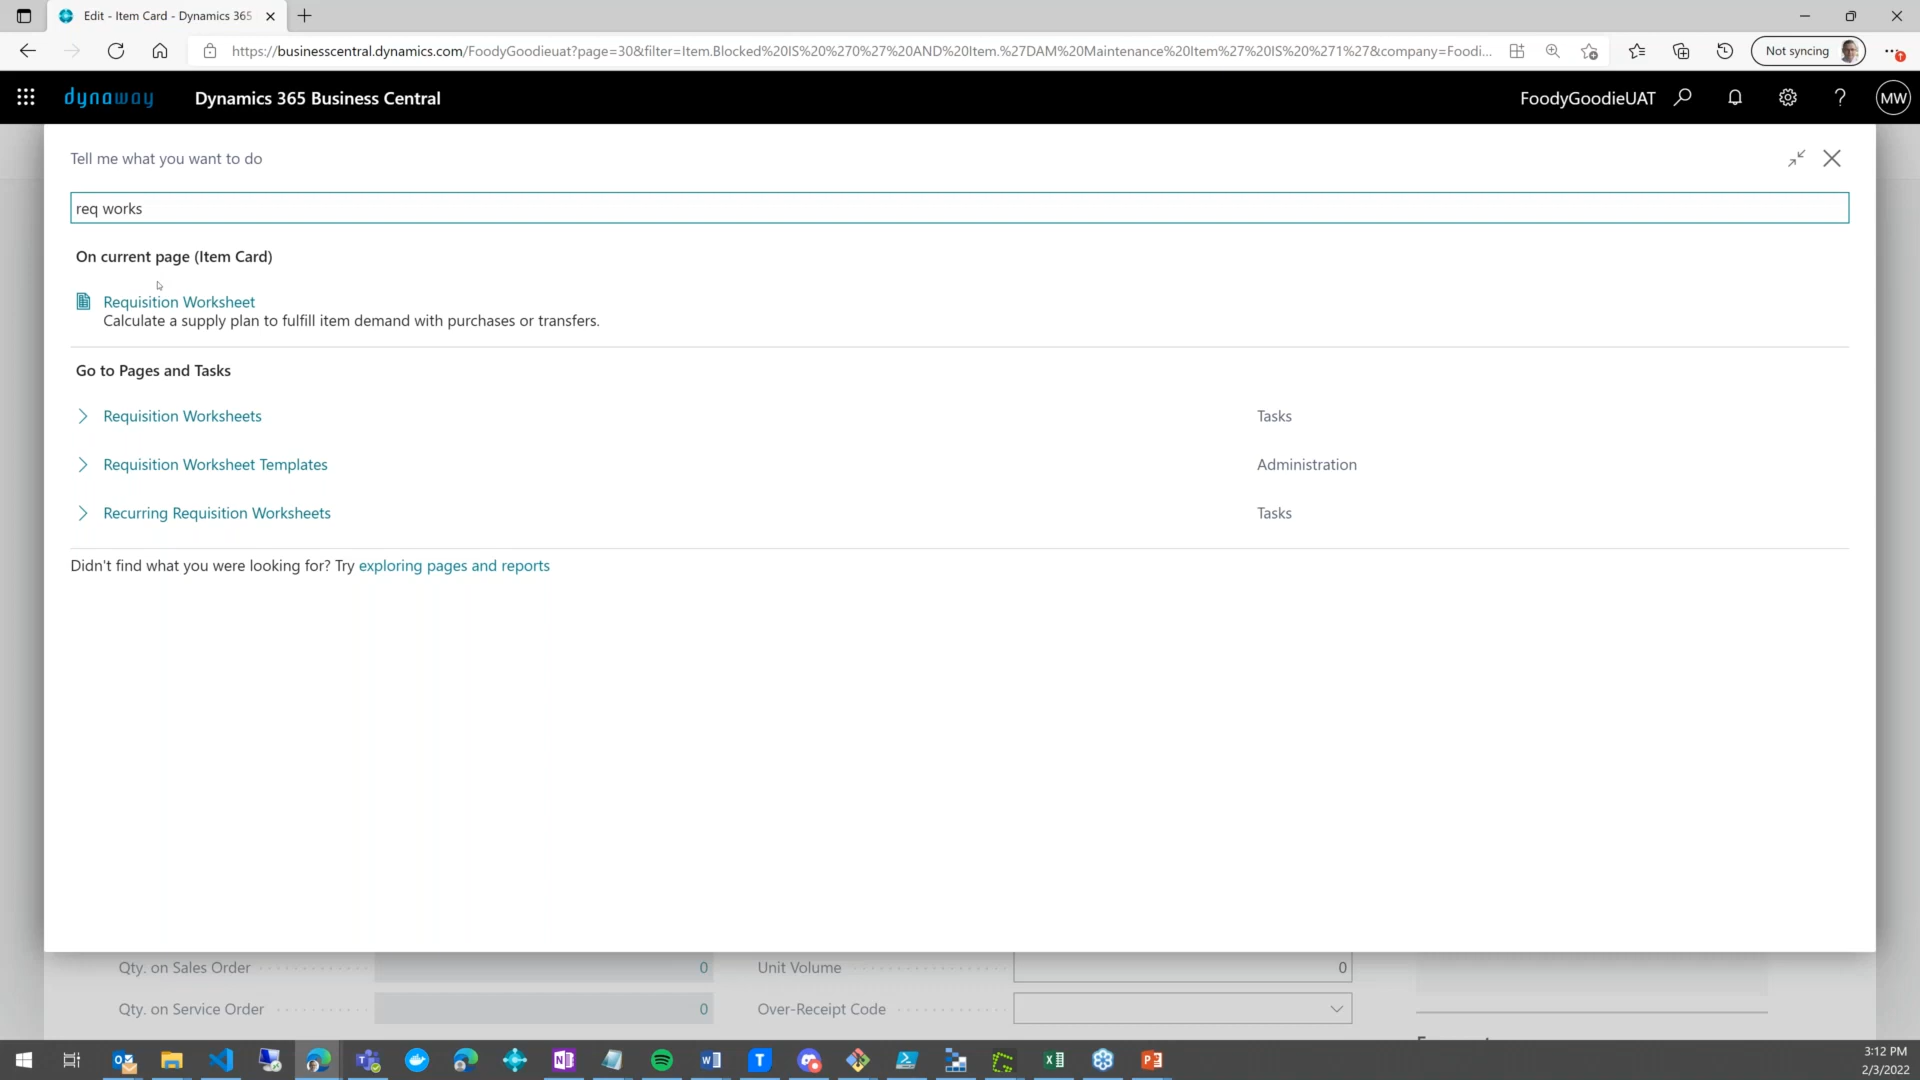 Edit - Item Card - Dynamics 365
https://businesscentral.dynamics.com/FoodyGoodieuat?page=30&filter=Item.Blocked%20IS%20%270%27%20AND%20Item.%27DAM%20Maintenance%20Item%27%20IS%20%271%27&company=Foodi...
Not syncing
dynaway
Dynamics 365 Business Central
FoodyGoodieUAT
?
MW
Tell me what you want to do
req works
On current page (Item Card)
Requisition Worksheet
Calculate a supply plan to fulfill item demand with purchases or transfers.
Go to Pages and Tasks
Requisition Worksheets Tasks
Requisition Worksheet Templates Administration
Recurring Requisition Worksheets Tasks
Didn't find what you were looking for? Try exploring pages and reports
Qty. on Sales Order 0 Unit Volume 0
Qty. on Service Order 0 Over-Receipt Code
3:12 PM
2/3/2022